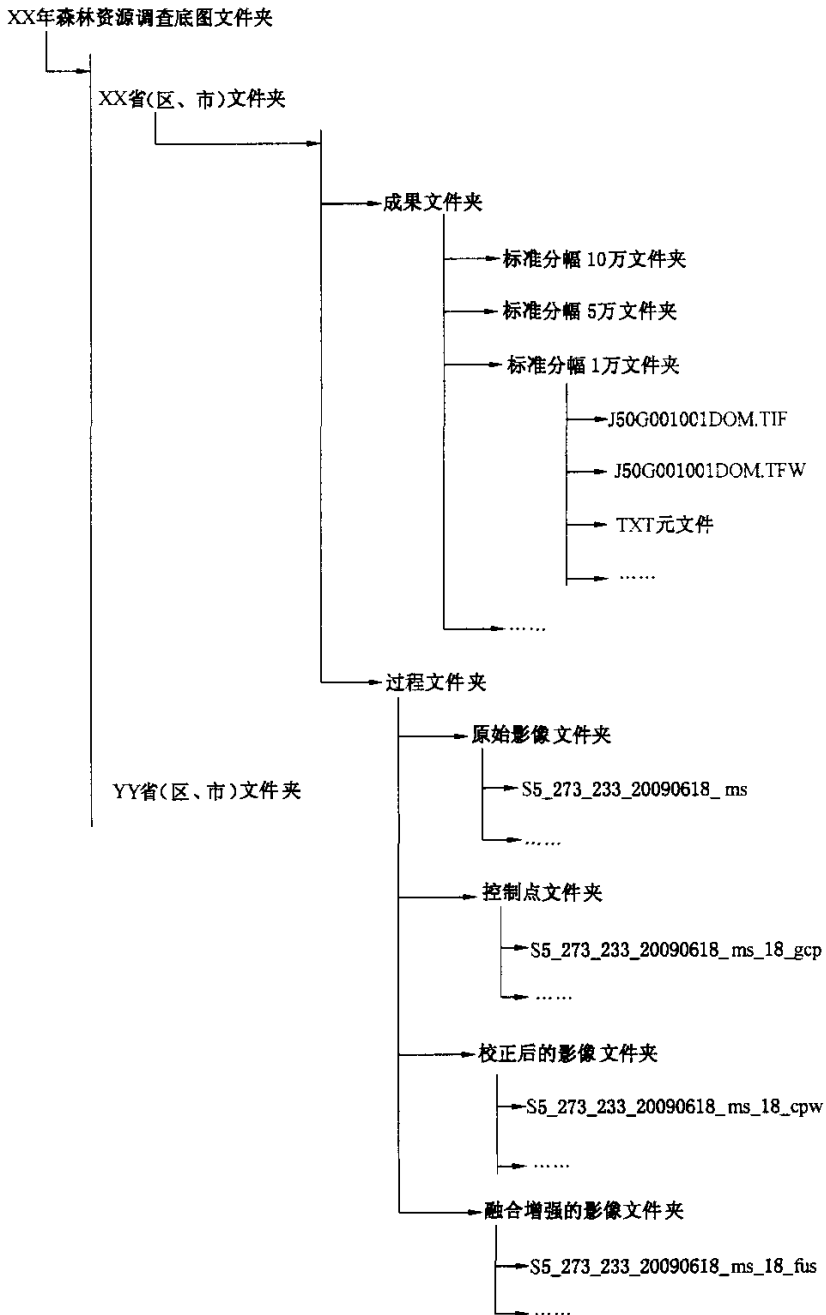 XX年森林资源调查底图文件夹
XX省(区、市)文件夹
成果文件夹
标准分幅 10万文件夹
标准分幅 5万文件夹
标准分幅 1万文件夹
J50G001001DOM.TIF
J50G001001DOM.TFW
TXT元文件
……
……
过程文件夹
原始影像文件夹
S5_273_233_20090618_ms
……
YY省(区、市)文件夹
控制点文件夹
S5_273_233_20090618_ms_18_gcp
……
校正后的影像文件夹
S5_273_233_20090618_ms_18_cpw
……
融合增强的影像文件夹
S5_273_233_20090618_ms_18_fus
……